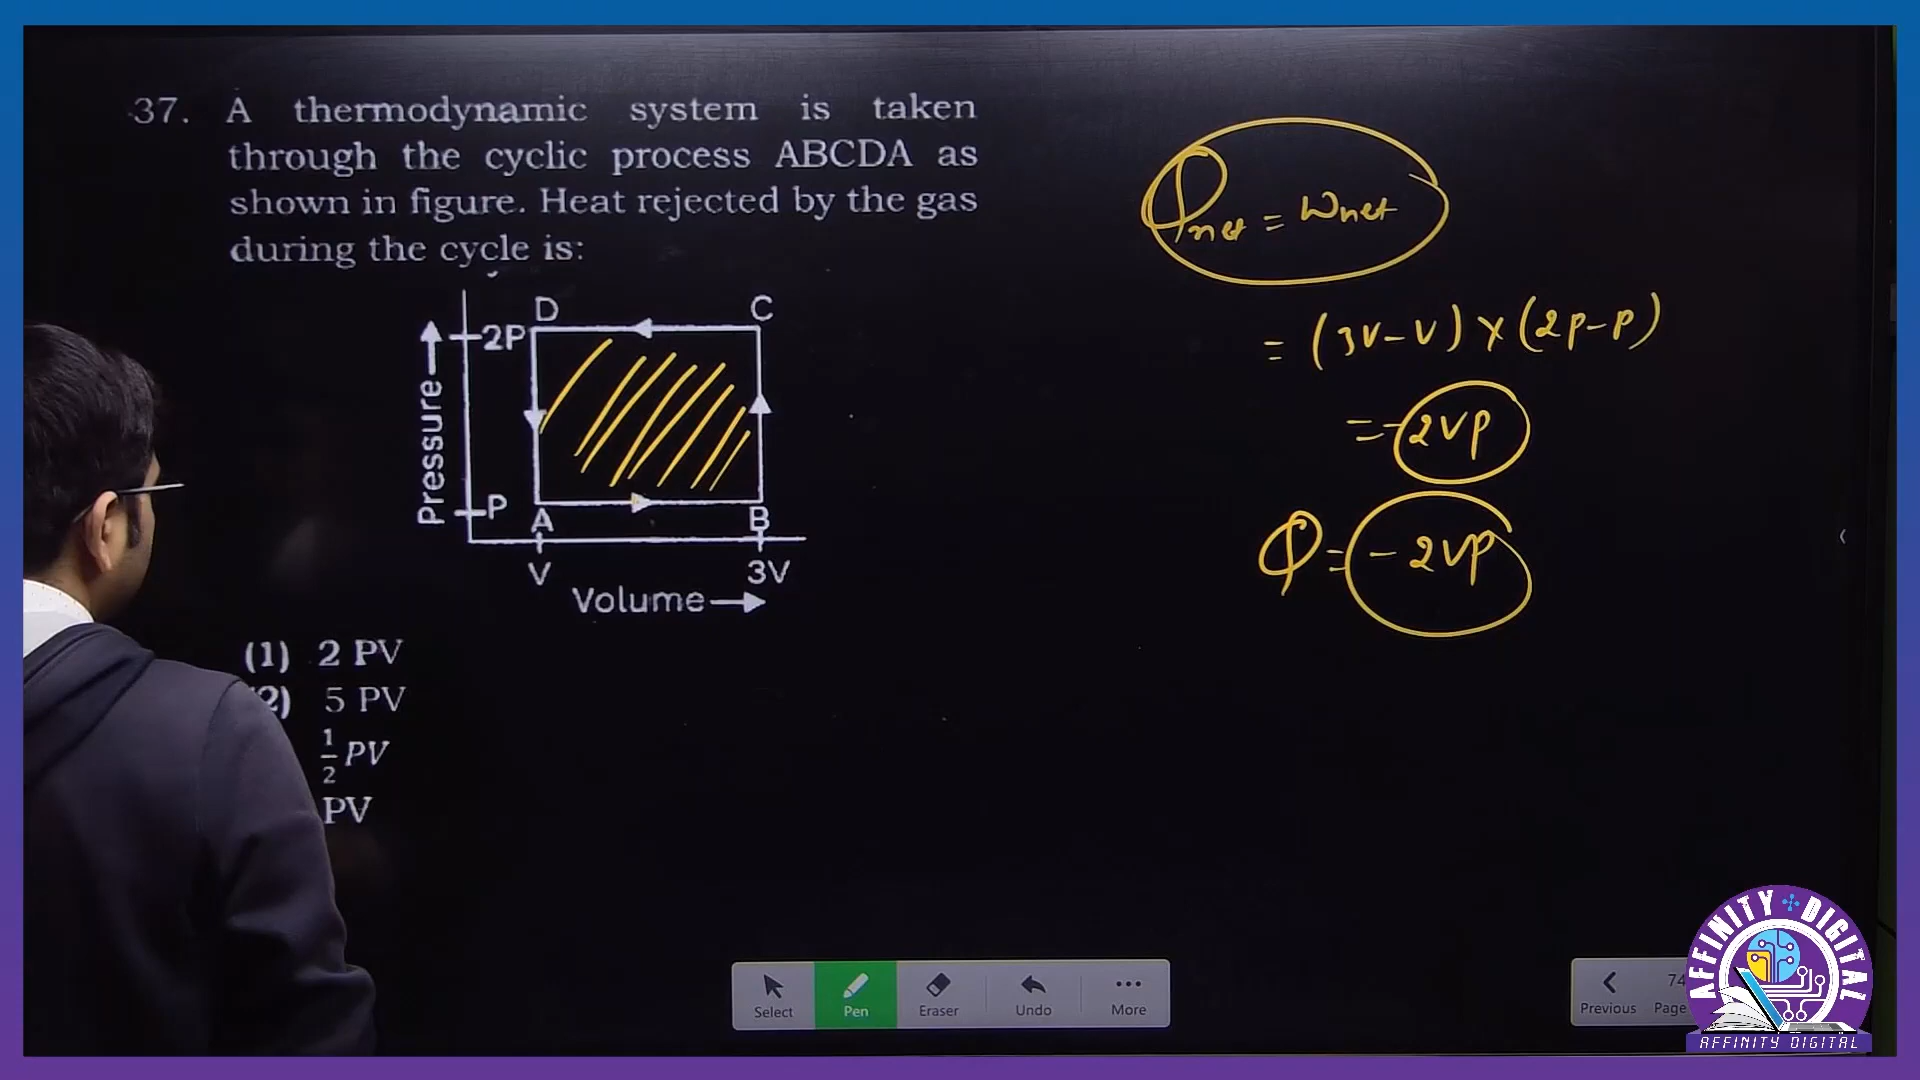 37. A thermodynamic system is taken
through the cyclic process ABCDA as
shown in figure. Heat rejected by the gas
during the cycle is:
D C
2P
Pressure
P
A B
V 3V
Volume
(1) 2 PV
2) 5 PV
1/2 PV
PV
Qnet = Wnet
= (3V-V) × (2P-P)
= -2VP
Q = -2VP
Select Pen Eraser Undo More
Previous 74
Page
AFFINITY DIGITAL
AFFINITY DIGITAL